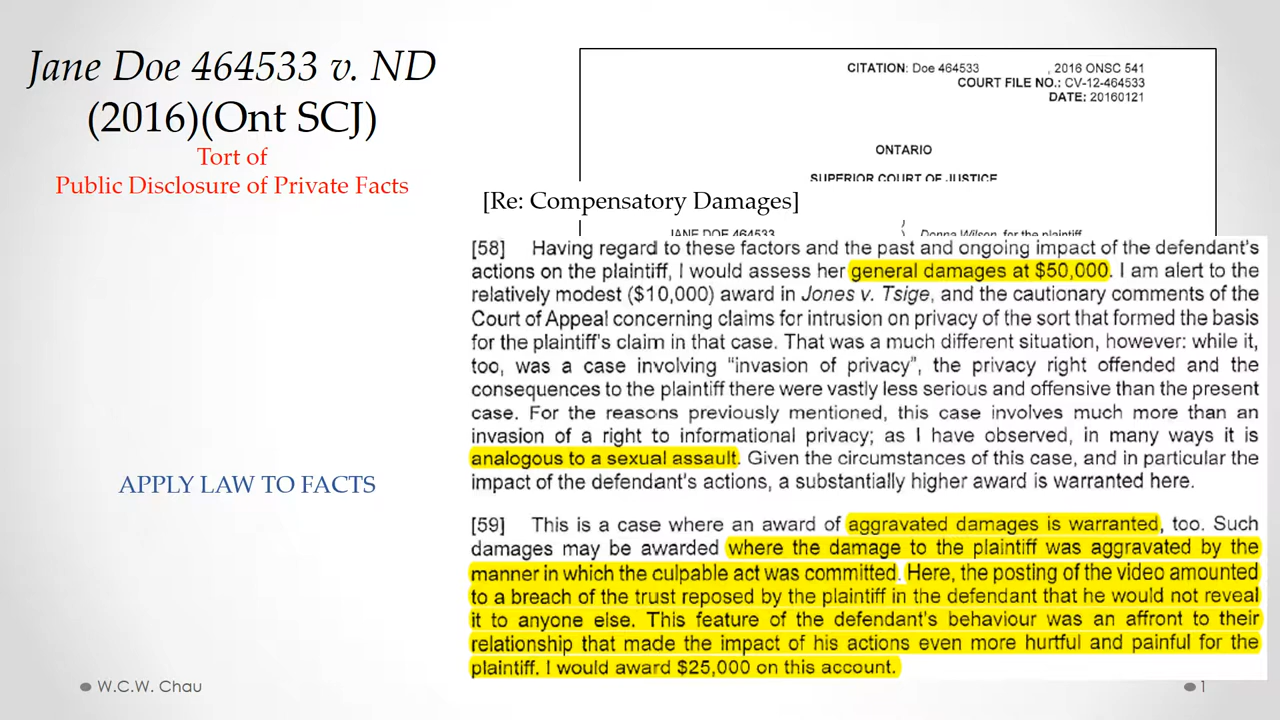 Jane Doe 464533 v. ND
(2016)(Ont SCJ)
Tort of
Public Disclosure of Private Facts
APPLY LAW TO FACTS
CITATION: Doe 464533 , 2016 ONSC 541
COURT FILE NO.: CV-12-464533
DATE: 20160121
ONTARIO
SUPERIOR COURT OF JUSTICE
[Re: Compensatory Damages]
JANE DOE 464533 ) Donna Wilson, for the plaintiff
[58] Having regard to these factors and the past and ongoing impact of the defendant's
actions on the plaintiff, I would assess her general damages at $50,000. I am alert to the
relatively modest ($10,000) award in Jones v. Tsige, and the cautionary comments of the
Court of Appeal concerning claims for intrusion on privacy of the sort that formed the basis
for the plaintiff's claim in that case. That was a much different situation, however: while it,
too, was a case involving “invasion of privacy”, the privacy right offended and the
consequences to the plaintiff there were vastly less serious and offensive than the present
case. For the reasons previously mentioned, this case involves much more than an
invasion of a right to informational privacy; as I have observed, in many ways it is
analogous to a sexual assault. Given the circumstances of this case, and in particular the
impact of the defendant's actions, a substantially higher award is warranted here.
[59] This is a case where an award of aggravated damages is warranted, too. Such
damages may be awarded where the damage to the plaintiff was aggravated by the
manner in which the culpable act was committed. Here, the posting of the video amounted
to a breach of the trust reposed by the plaintiff in the defendant that he would not reveal
it to anyone else. This feature of the defendant's behaviour was an affront to their
relationship that made the impact of his actions even more hurtful and painful for the
plaintiff. I would award $25,000 on this account.
W.C.W. Chau
1